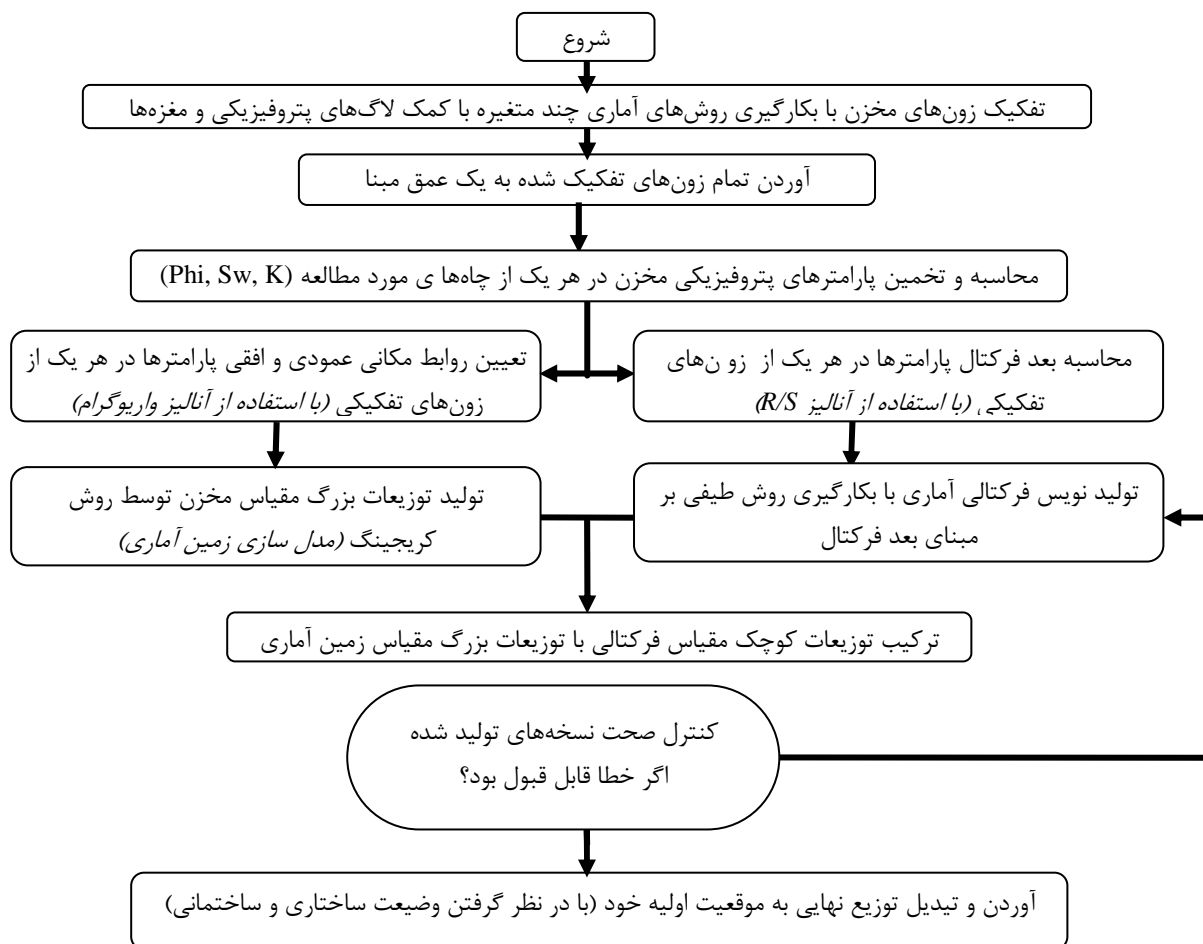 شروع
تفکیک زون‌های مخزن با بکارگیری روش‌های آماری چند متغیره با کمک لاگ‌های پتروفیزیکی و مغزه‌ها
آوردن تمام زون‌های تفکیک شده به یک عمق مبنا
محاسبه و تخمین پارامترهای پتروفیزیکی مخزن در هر یک از چاه‌ها ی مورد مطالعه (Phi, Sw, K)
محاسبه بعد فرکتال پارامترها در هر یک از زو ن‌های
تفکیکی (با استفاده از آنالیز R/S)
تعیین روابط مکانی عمودی و افقی پارامترها در هر یک از
زون‌های تفکیکی (با استفاده از آنالیز واریوگرام)
تولید نویس فرکتالی آماری با بکارگیری روش طیفی بر
مبنای بعد فرکتال
تولید توزیعات بزرگ مقیاس مخزن توسط روش
کریجینگ (مدل سازی زمین آماری)
ترکیب توزیعات کوچک مقیاس فرکتالی با توزیعات بزرگ مقیاس زمین آماری
کنترل صحت نسخه‌های تولید شده
اگر خطا قابل قبول بود؟
آوردن و تبدیل توزیع نهایی به موقعیت اولیه خود (با در نظر گرفتن وضیعت ساختاری و ساختمانی)